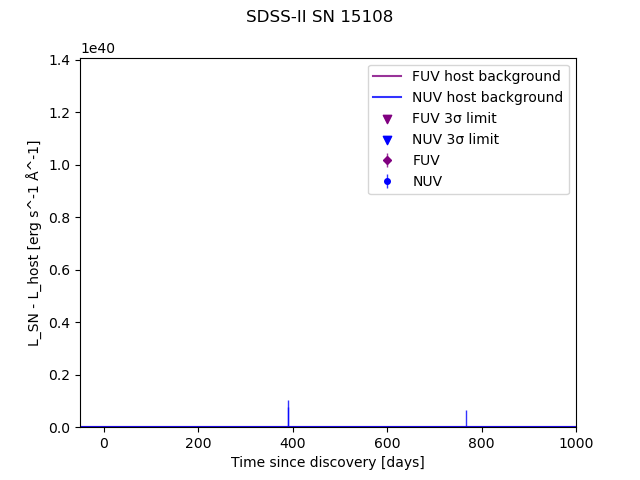 SDSS-II SN 15108
1e40
1.4
1.2
1.0
0.8
0.6
0.4
0.2
0.0
L_SN - L_host [erg s^-1 Å^-1]
FUV host background
NUV host background
FUV 3σ limit
NUV 3σ limit
FUV
NUV
0 200 400 600 800 1000
Time since discovery [days]